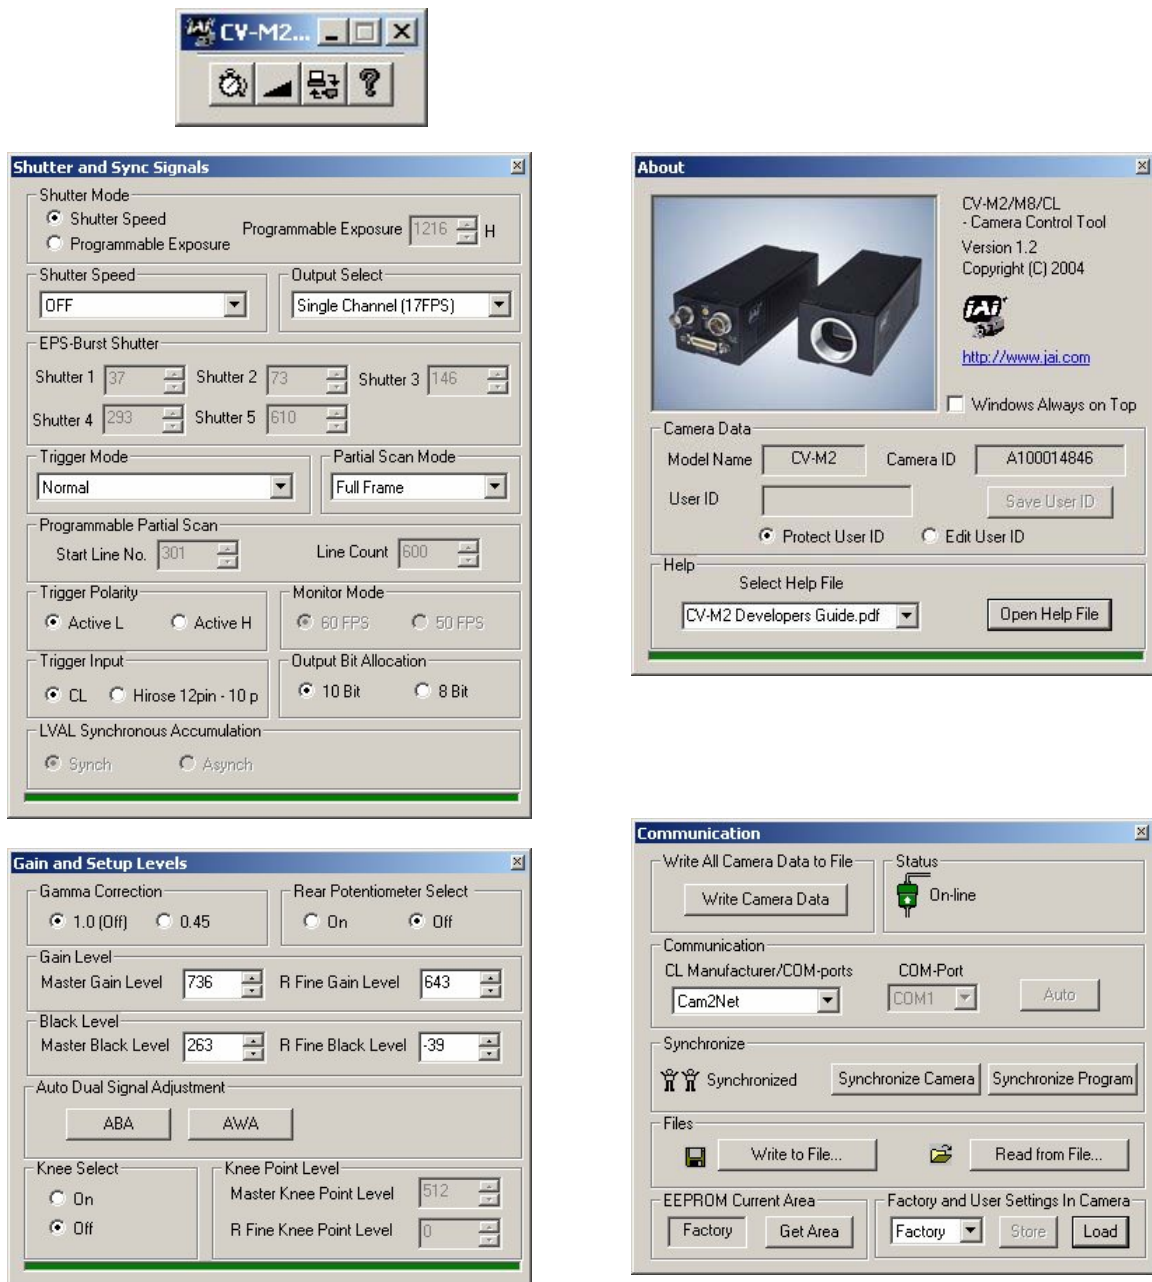 jAi CV-M2...
Shutter and Sync Signals
Shutter Mode
Shutter Speed
Programmable Exposure
Programmable Exposure 1216 H
Shutter Speed
OFF
Output Select
Single Channel (17FPS)
EPS-Burst Shutter
Shutter 1 37 Shutter 2 73 Shutter 3 146
Shutter 4 293 Shutter 5 610
Trigger Mode
Normal
Partial Scan Mode
Full Frame
Programmable Partial Scan
Start Line No. 301 Line Count 600
Trigger Polarity
Active L Active H
Monitor Mode
60 FPS 50 FPS
Trigger Input
CL Hirose 12pin - 10 p
Output Bit Allocation
10 Bit 8 Bit
LVAL Synchronous Accumulation
Synch Asynch
About
CV-M2/M8/CL
- Camera Control Tool
Version 1.2
Copyright (C) 2004
jAi
http://www.jai.com
Windows Always on Top
Camera Data
Model Name CV-M2 Camera ID A100014846
User ID Save User ID
Protect User ID Edit User ID
Help
Select Help File
CV-M2 Developers Guide.pdf Open Help File
Gain and Setup Levels
Gamma Correction
1.0 (Off) 0.45
Rear Potentiometer Select
On Off
Gain Level
Master Gain Level 736 R Fine Gain Level 643
Black Level
Master Black Level 263 R Fine Black Level -39
Auto Dual Signal Adjustment
ABA AWA
Knee Select
On
Off
Knee Point Level
Master Knee Point Level 512
R Fine Knee Point Level 0
Communication
Write All Camera Data to File
Write Camera Data
Status
On-line
Communication
CL Manufacturer/COM-ports COM-Port
Cam2Net COM1 Auto
Synchronize
Synchronized Synchronize Camera Synchronize Program
Files
Write to File... Read from File...
EEPROM Current Area
Factory Get Area
Factory and User Settings In Camera
Factory Store Load